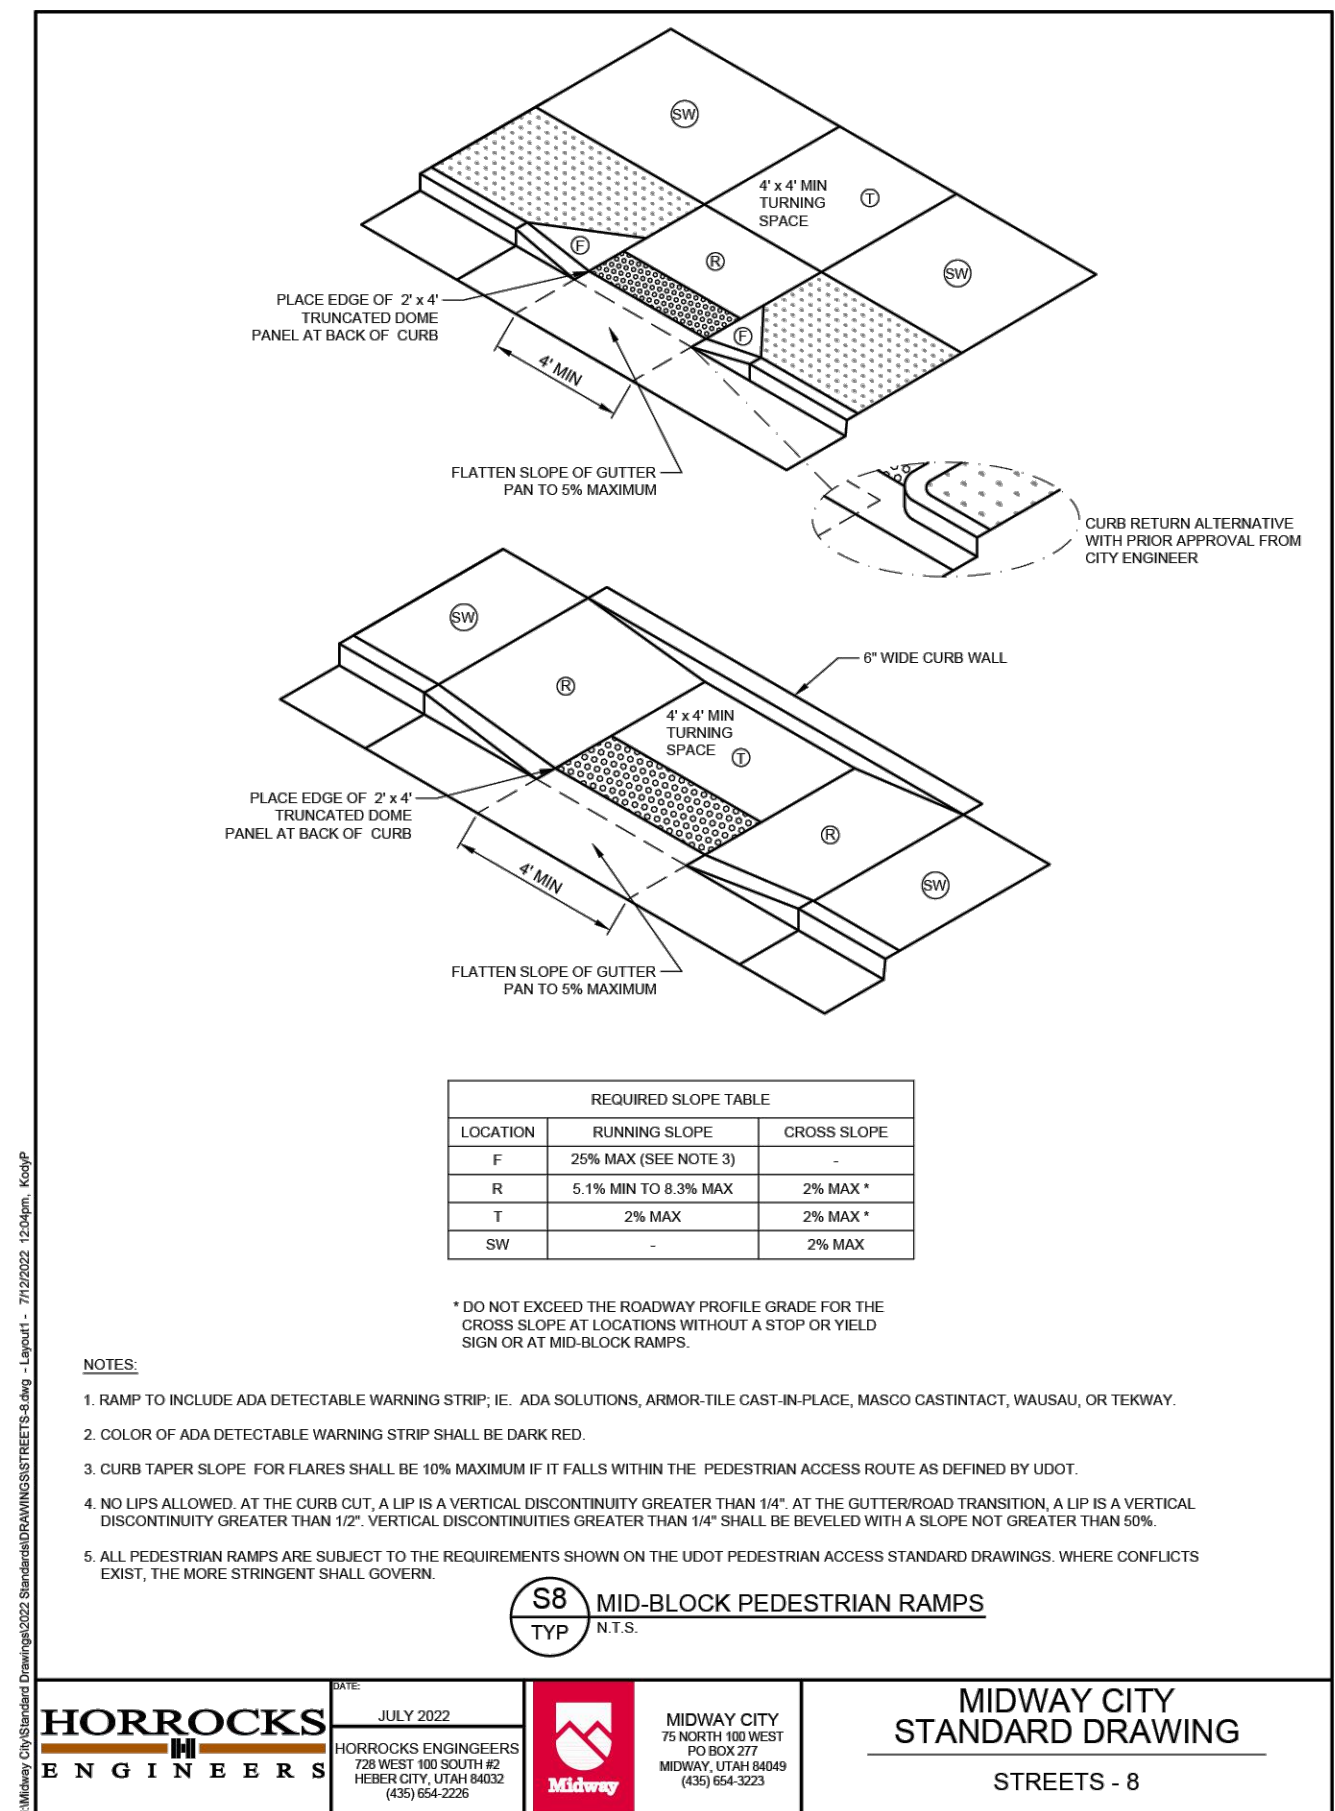 SW
4' x 4' MIN
TURNING
SPACE
T
F
R
SW
PLACE EDGE OF 2' x 4'
TRUNCATED DOME
PANEL AT BACK OF CURB
F
4' MIN
FLATTEN SLOPE OF GUTTER
PAN TO 5% MAXIMUM
CURB RETURN ALTERNATIVE
WITH PRIOR APPROVAL FROM
CITY ENGINEER
SW
6" WIDE CURB WALL
R
4' x 4' MIN
TURNING
SPACE
T
PLACE EDGE OF 2' x 4'
TRUNCATED DOME
PANEL AT BACK OF CURB
R
4' MIN
SW
FLATTEN SLOPE OF GUTTER
PAN TO 5% MAXIMUM
REQUIRED SLOPE TABLE
LOCATION RUNNING SLOPE CROSS SLOPE
F 25% MAX (SEE NOTE 3) -
R 5.1% MIN TO 8.3% MAX 2% MAX *
T 2% MAX 2% MAX *
SW - 2% MAX
* DO NOT EXCEED THE ROADWAY PROFILE GRADE FOR THE
CROSS SLOPE AT LOCATIONS WITHOUT A STOP OR YIELD
SIGN OR AT MID-BLOCK RAMPS.
NOTES:
1. RAMP TO INCLUDE ADA DETECTABLE WARNING STRIP; IE. ADA SOLUTIONS, ARMOR-TILE CAST-IN-PLACE, MASCO CASTINTACT, WAUSAU, OR TEKWAY.
2. COLOR OF ADA DETECTABLE WARNING STRIP SHALL BE DARK RED.
3. CURB TAPER SLOPE FOR FLARES SHALL BE 10% MAXIMUM IF IT FALLS WITHIN THE PEDESTRIAN ACCESS ROUTE AS DEFINED BY UDOT.
4. NO LIPS ALLOWED. AT THE CURB CUT, A LIP IS A VERTICAL DISCONTINUITY GREATER THAN 1/4". AT THE GUTTER/ROAD TRANSITION, A LIP IS A VERTICAL
DISCONTINUITY GREATER THAN 1/2". VERTICAL DISCONTINUITIES GREATER THAN 1/4" SHALL BE BEVELED WITH A SLOPE NOT GREATER THAN 50%.
5. ALL PEDESTRIAN RAMPS ARE SUBJECT TO THE REQUIREMENTS SHOWN ON THE UDOT PEDESTRIAN ACCESS STANDARD DRAWINGS. WHERE CONFLICTS
EXIST, THE MORE STRINGENT SHALL GOVERN.
S8
TYP
MID-BLOCK PEDESTRIAN RAMPS
N.T.S.
:\Midway City\Standard Drawings\2022 Standards\DRAWINGS\STREETS-8.dwg - Layout1 - 7/12/2022 12:04pm, KodyP
HORROCKS
ENGINEERS
DATE:
JULY 2022
HORROCKS ENGINGEERS
728 WEST 100 SOUTH #2
HEBER CITY, UTAH 84032
(435) 654-2226
Midway
MIDWAY CITY
75 NORTH 100 WEST
PO BOX 277
MIDWAY, UTAH 84049
(435) 654-3223
MIDWAY CITY
STANDARD DRAWING
STREETS - 8